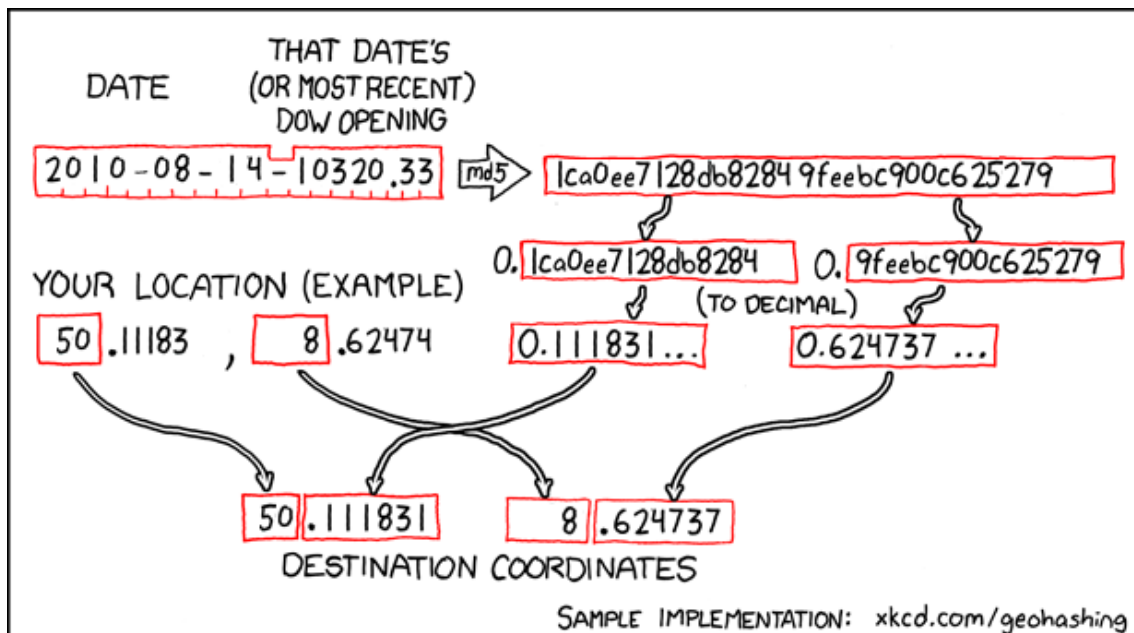 DATE
THAT DATE'S
(OR MOST RECENT)
DOW OPENING
2010-08-14-10320.33
md5
1ca0ee7128db82849feebc900c625279
0.1ca0ee7128db8284
0.9feebc900c625279
(TO DECIMAL)
YOUR LOCATION (EXAMPLE)
50.11183, 8.62474
0.111831...
0.624737...
50.111831
8.624737
DESTINATION COORDINATES
SAMPLE IMPLEMENTATION: xkcd.com/geohashing